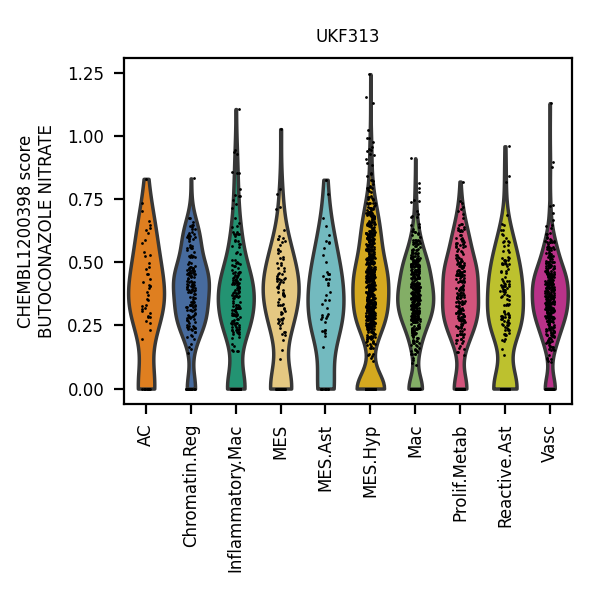 UKF313
CHEMBL1200398 score
BUTOCONAZOLE NITRATE
1.25
1.00
0.75
0.50
0.25
0.00
AC
Chromatin.Reg
Inflammatory.Mac
MES
MES.Ast
MES.Hyp
Mac
Prolif.Metab
Reactive.Ast
Vasc